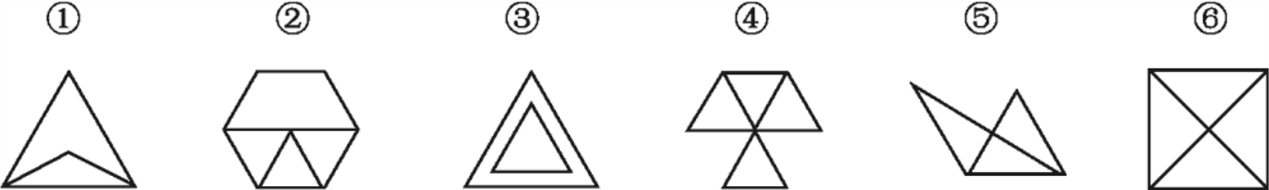 ① ② ③ ④ ⑤ ⑥